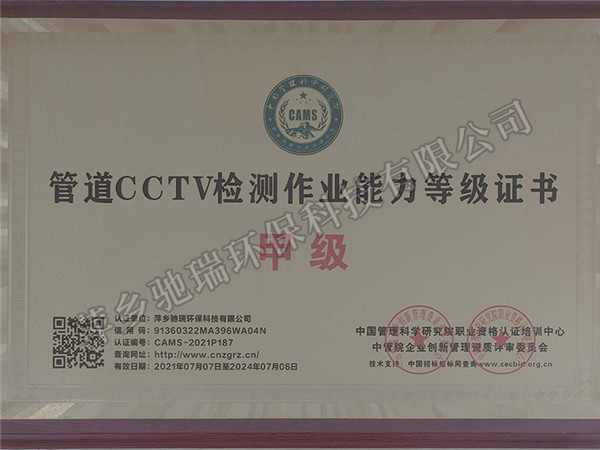 CAMS
管道CCTV检测作业能力等级证书
甲级
萍乡驰瑞环保科技有限公司
认证单位：萍乡驰瑞环保科技有限公司
信用码：91360322MA396WA04N
认证编号：CAMS-2021P187
查询网址：http://www.cnzgrz.cn/
有效日期：2021年07月07日至2024年07月06日
中国管理科学研究院职业资格认证培训中心
中管院企业创新管理资质评审委员会
技术支持：中国招标投标网查询 www.cecbid.org.cn